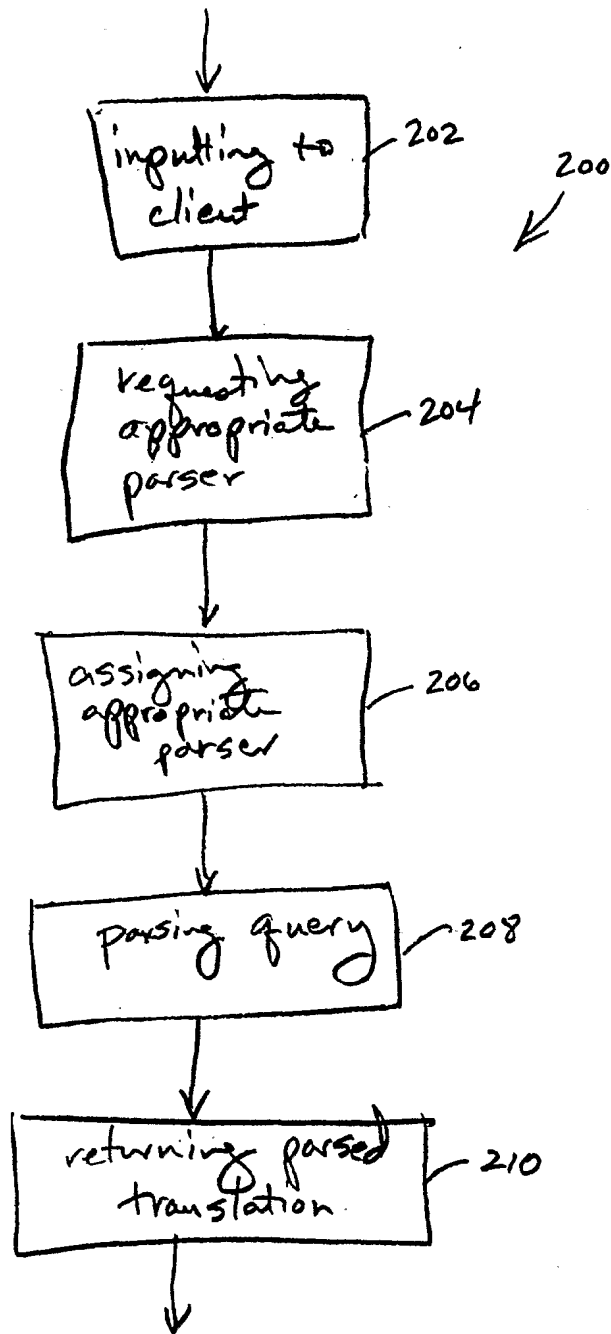 inputting to
client
202
200
requesting
appropriate
parser
204
assigning
appropriate
parser
206
parsing query
208
returning parsed
translation
210